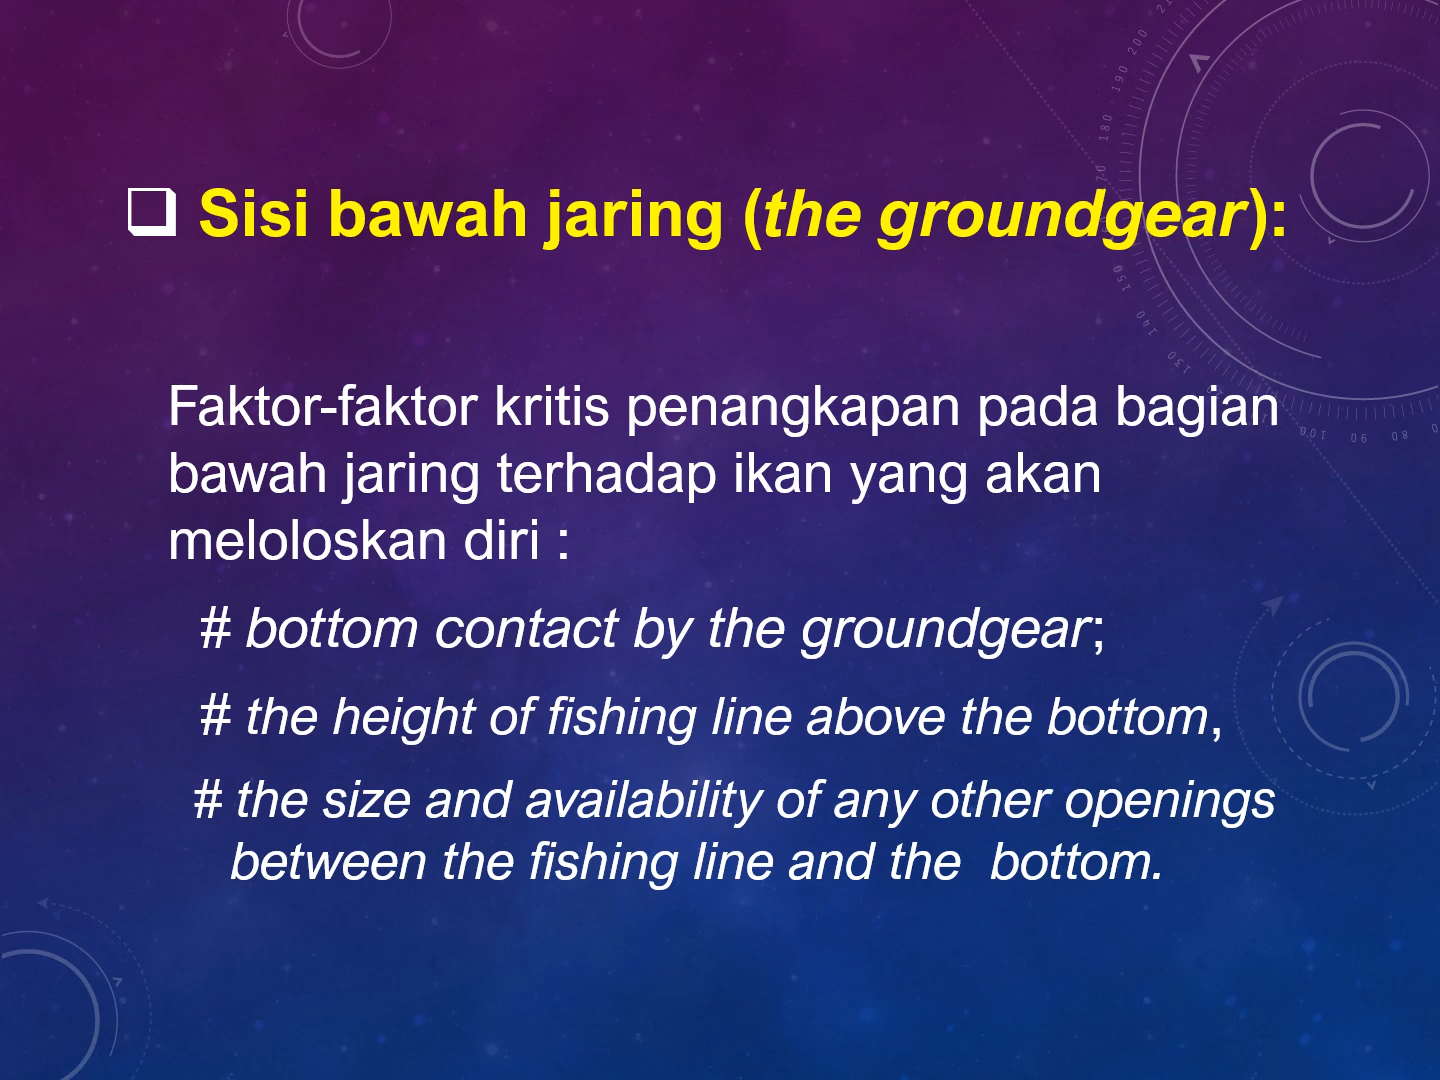 ❑ Sisi bawah jaring (the groundgear):
Faktor-faktor kritis penangkapan pada bagian
bawah jaring terhadap ikan yang akan
meloloskan diri :
# bottom contact by the groundgear;
# the height of fishing line above the bottom,
# the size and availability of any other openings
between the fishing line and the  bottom.